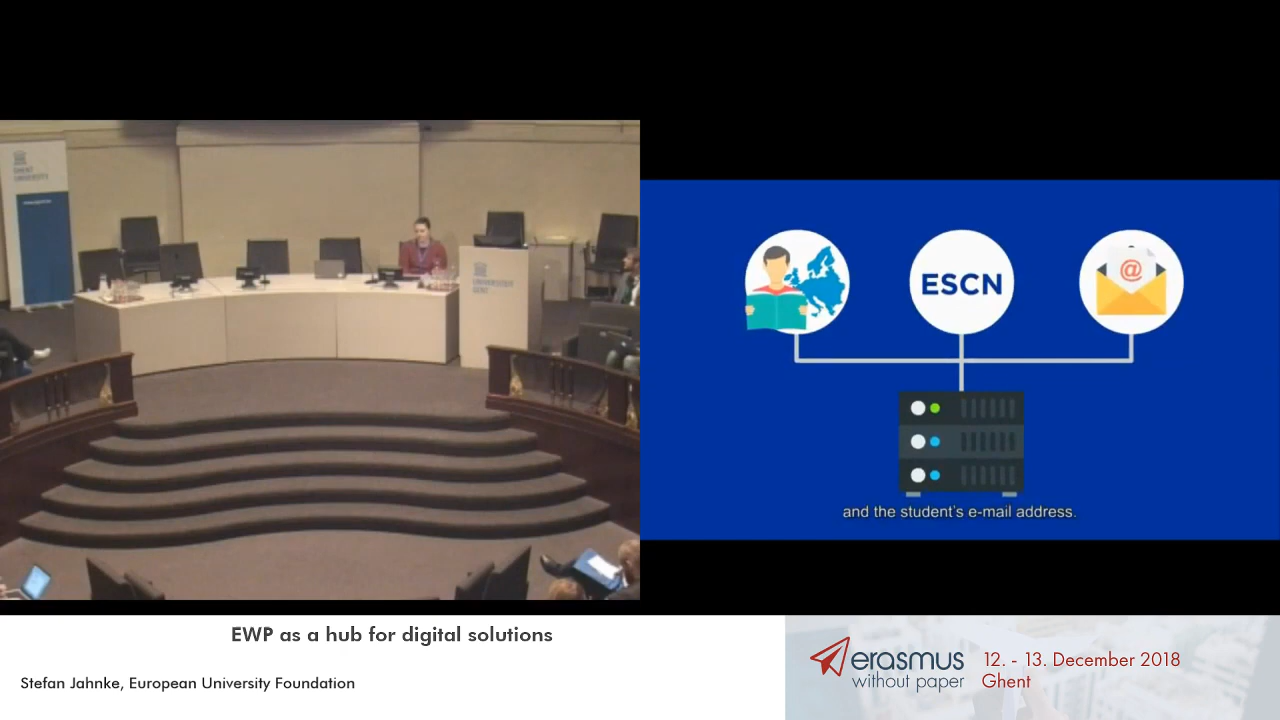 ESCN
@
and the student's e-mail address.
EWP as a hub for digital solutions
Stefan Jahnke, European University Foundation
erasmus
without paper
12. - 13. December 2018
Ghent